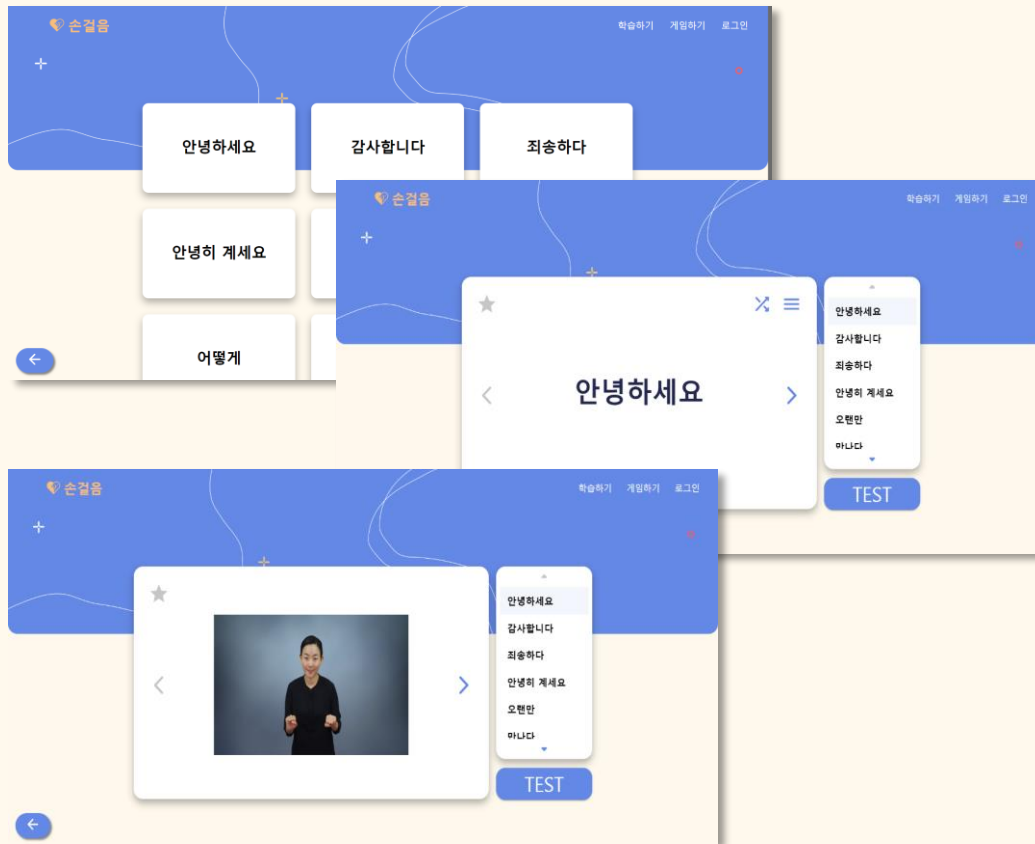 손걸음
학습하기 게임하기 로그인
안녕하세요 감사합니다 죄송하다
안녕히 계세요
어떻게
손걸음
학습하기 게임하기 로그인
안녕하세요
안녕하세요
감사합니다
죄송하다
안녕히 계세요
오랜만
만나다
TEST
손걸음
학습하기 게임하기 로그인
안녕하세요
감사합니다
죄송하다
안녕히 계세요
오랜만
만나다
TEST